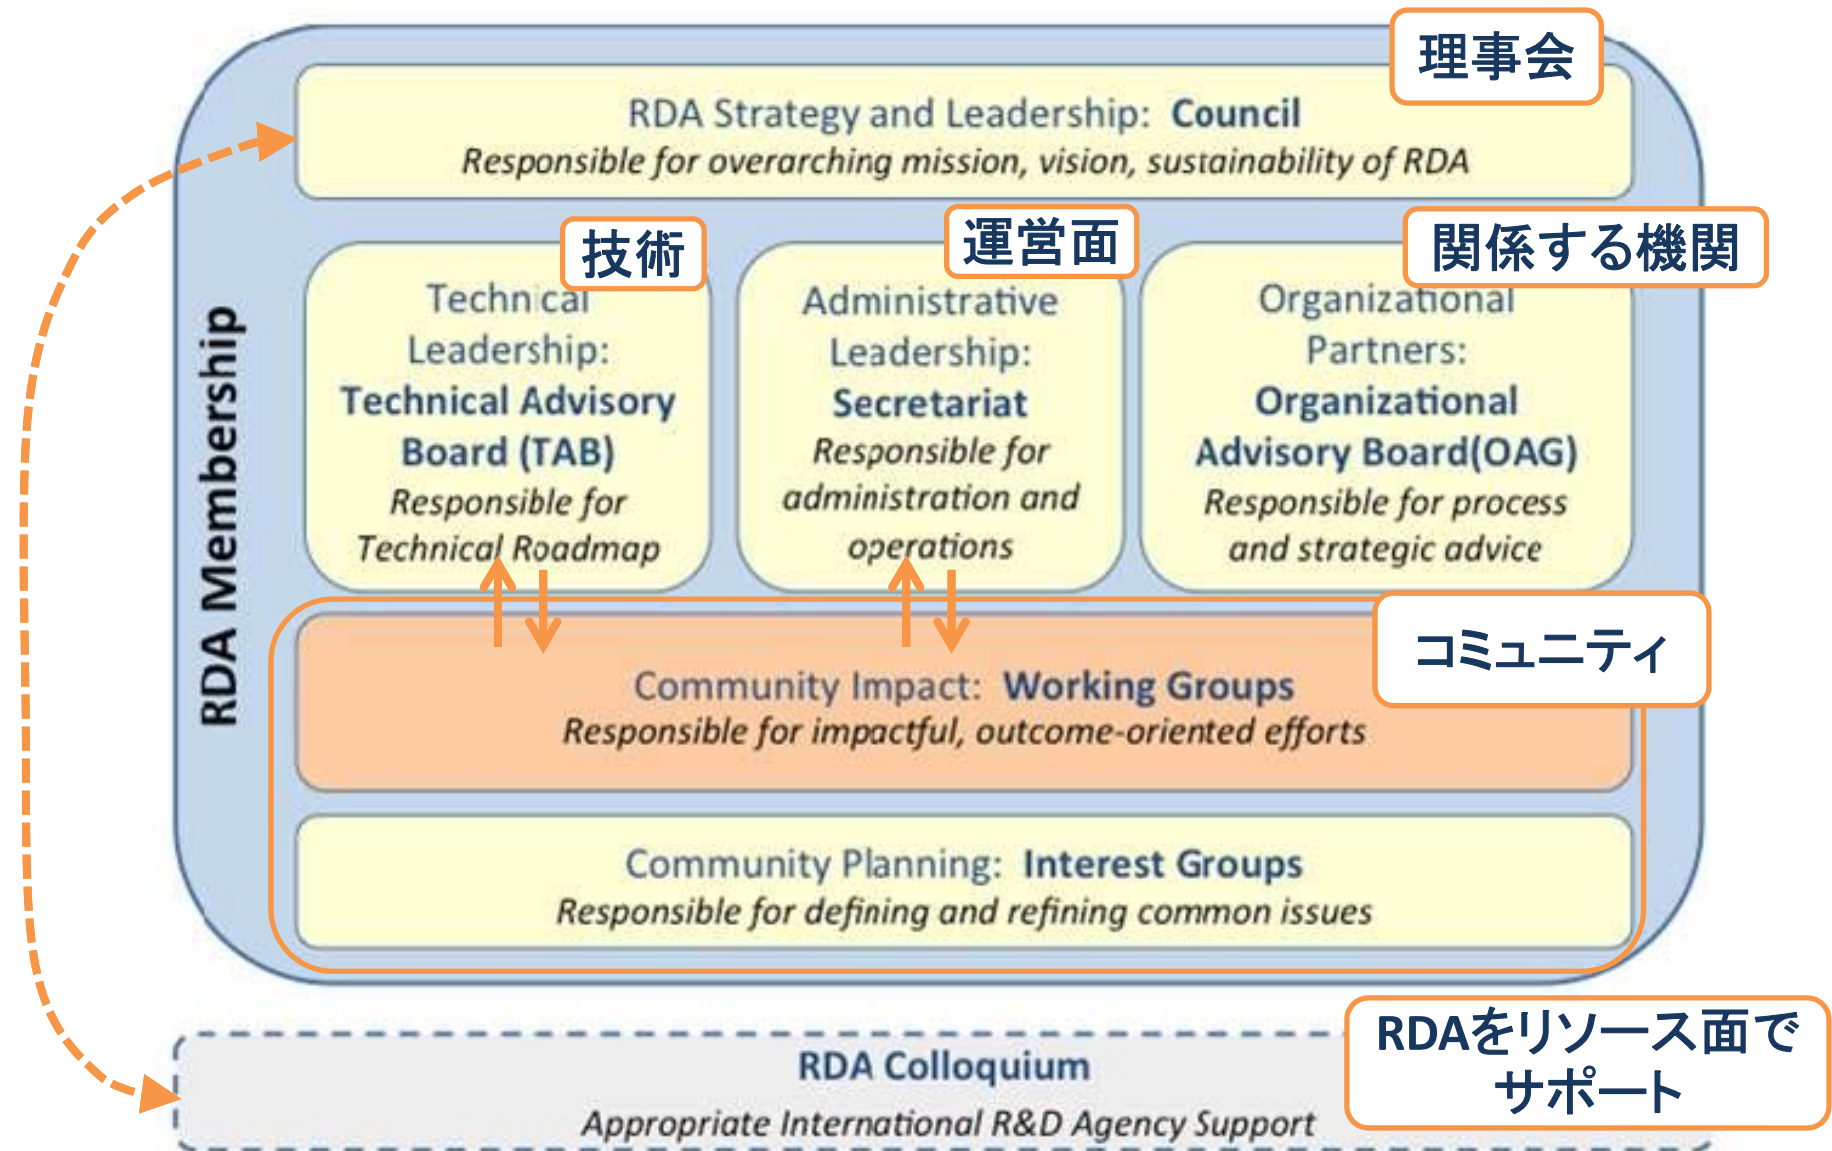 理事会
RDA Strategy and Leadership: Council
Responsible for overarching mission, vision, sustainability of RDA
RDA Membership
技術
Technical
Leadership:
Technical Advisory
Board (TAB)
Responsible for
Technical Roadmap
運営面
Administrative
Leadership:
Secretariat
Responsible for
administration and
operations
関係する機関
Organizational
Partners:
Organizational
Advisory Board(OAG)
Responsible for process
and strategic advice
コミュニティ
Community Impact: Working Groups
Responsible for impactful, outcome-oriented efforts
Community Planning: Interest Groups
Responsible for defining and refining common issues
RDAをリソース面で
サポート
RDA Colloquium
Appropriate International R&D Agency Support